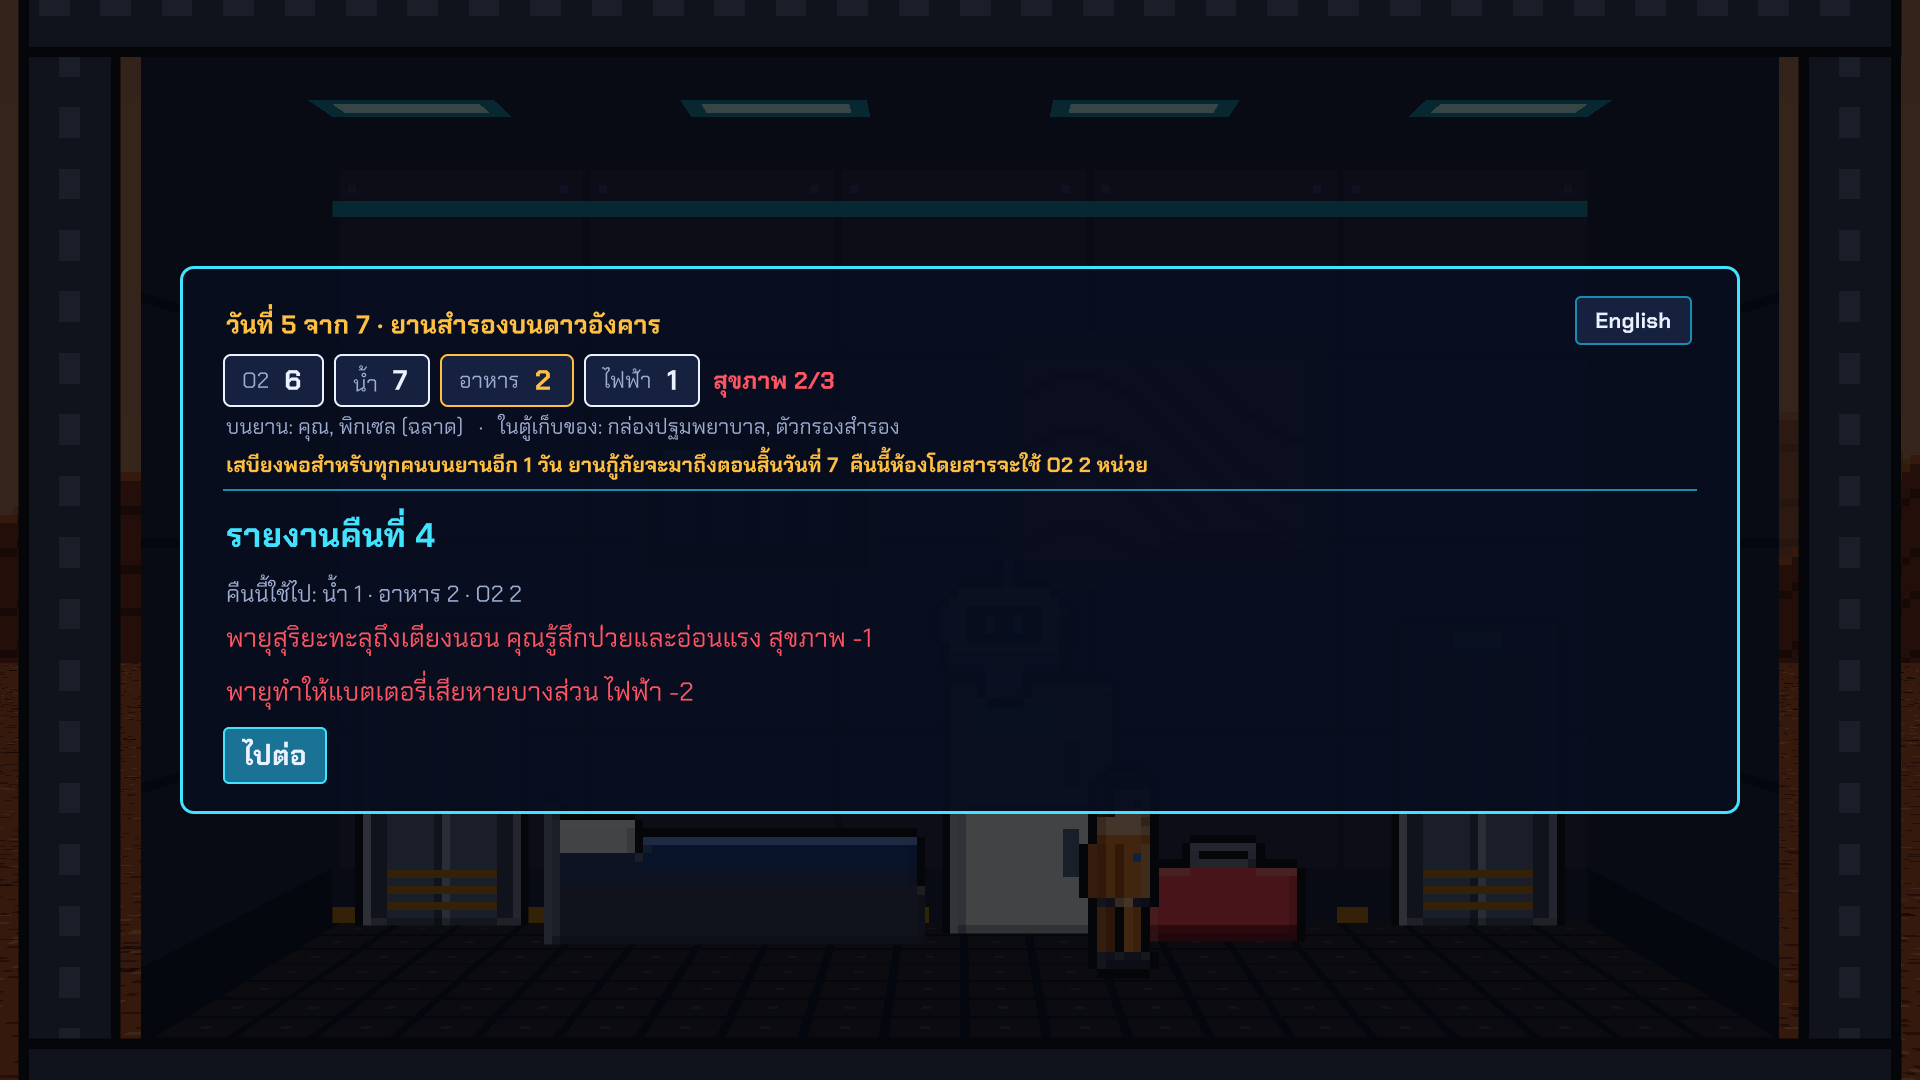 วันที่ 5 จาก 7 · ยานสำรองบนดาวอังคาร
English
O2 6 น้ำ 7 อาหาร 2 ไฟฟ้า 1 สุขภาพ 2/3
บนยาน: คุณ, พิกเซล (ฉลาด) · ในตู้เก็บของ: กล่องปฐมพยาบาล, ตัวกรองสำรอง
เสบียงพอสำหรับทุกคนบนยานอีก 1 วัน ยานกู้ภัยจะมาถึงตอนสิ้นวันที่ 7 คืนนี้ห้องโดยสารจะใช้ O2 2 หน่วย
รายงานคืนที่ 4
คืนนี้ใช้ไป: น้ำ 1 · อาหาร 2 · O2 2
พายุสุริยะทะลุถึงเตียงนอน คุณรู้สึกป่วยและอ่อนแรง สุขภาพ -1
พายุทำให้แบตเตอรี่เสียหายบางส่วน ไฟฟ้า -2
ไปต่อ